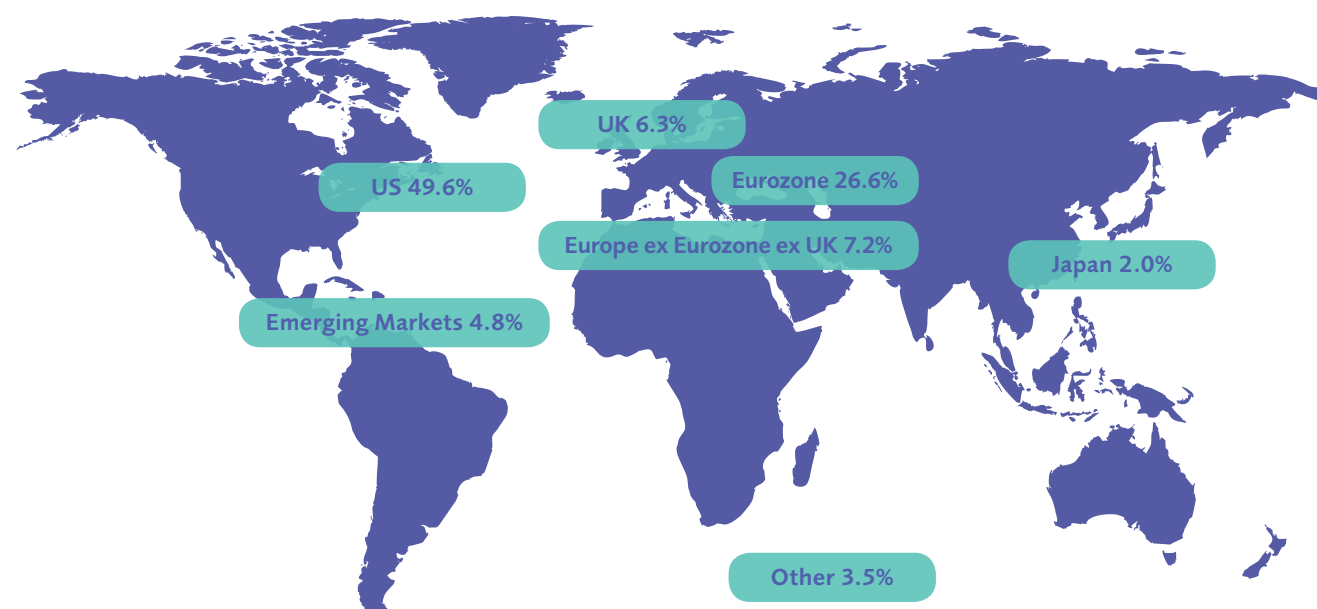 UK 6.3%
US 49.6%
Eurozone 26.6%
Europe ex Eurozone ex UK 7.2%
Japan 2.0%
Emerging Markets 4.8%
Other 3.5%